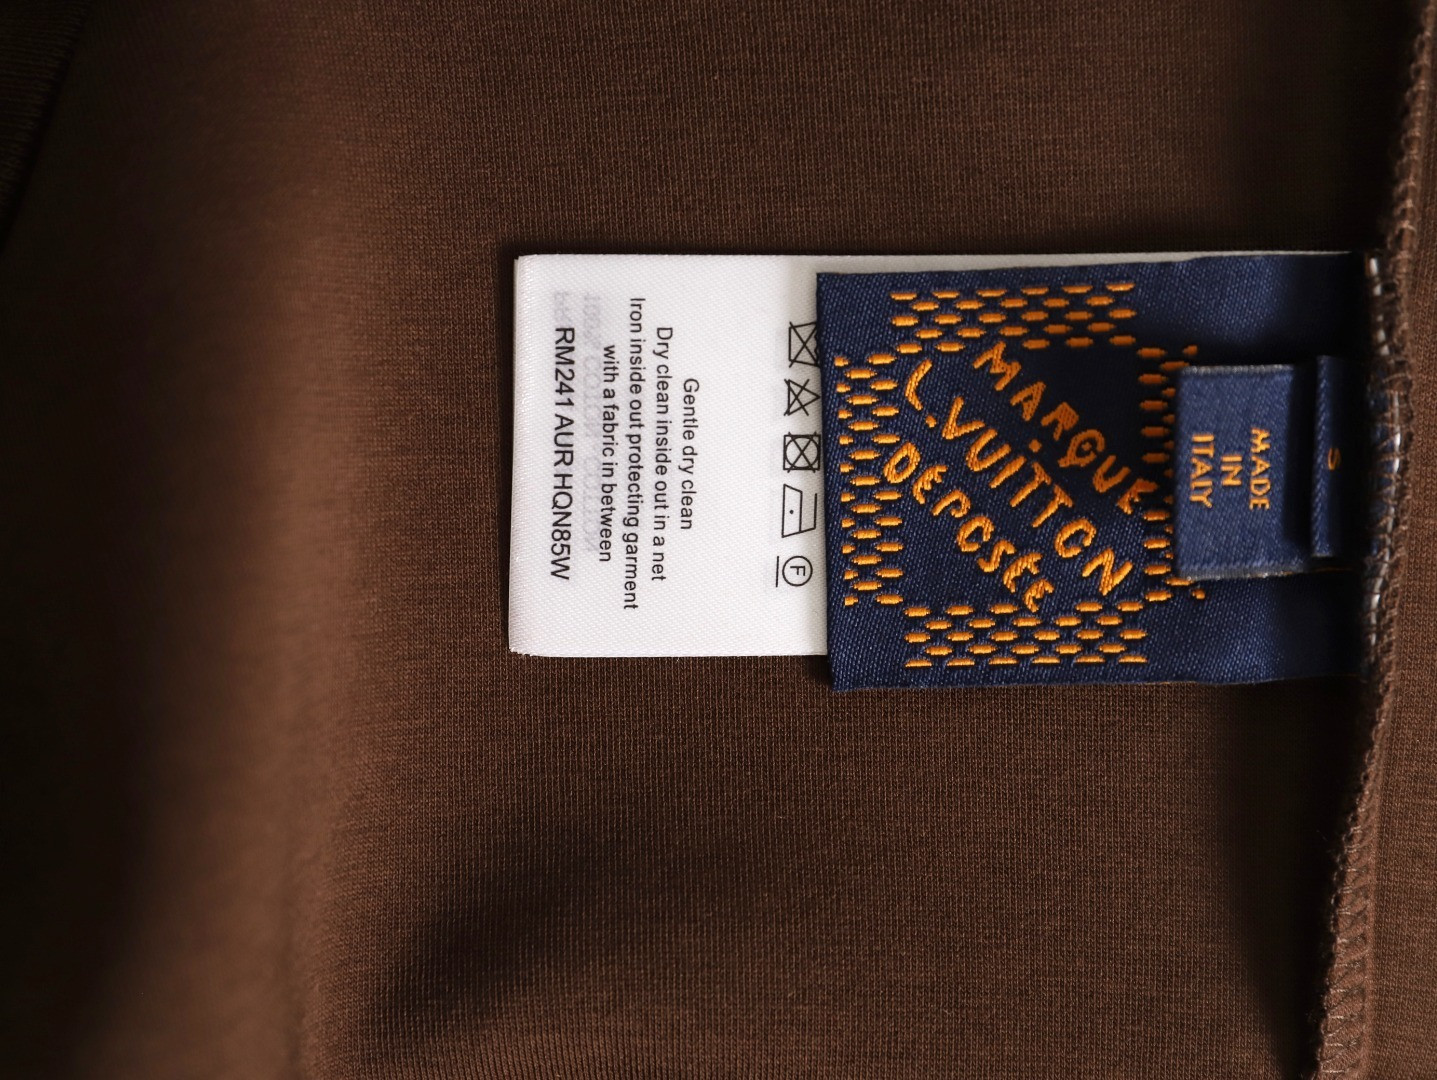 MARQUE
L.VUITTON
DÉPOSÉE
MADE
IN
ITALY
S
F
Gentle dry clean
Dry clean inside out in a net
Iron inside out protecting garment
with a fabric in between
RM241 AUR HQN85W